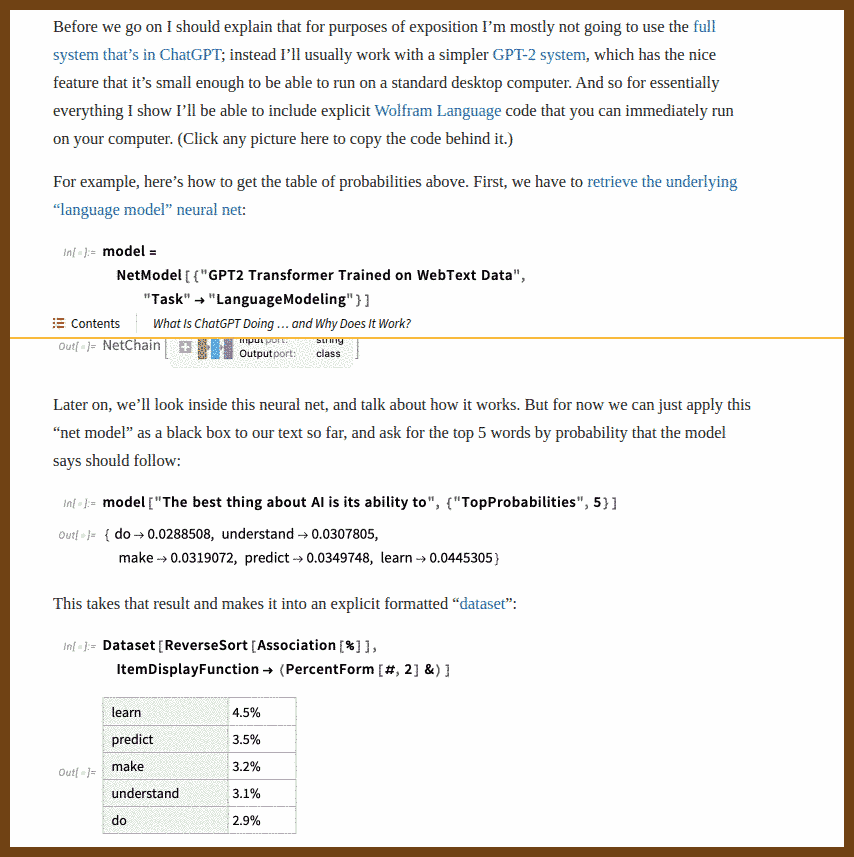 Before we go on I should explain that for purposes of exposition I’m mostly not going to use the full
system that’s in ChatGPT; instead I’ll usually work with a simpler GPT-2 system, which has the nice
feature that it’s small enough to be able to run on a standard desktop computer. And so for essentially
everything I show I’ll be able to include explicit Wolfram Language code that you can immediately run
on your computer. (Click any picture here to copy the code behind it.)
For example, here’s how to get the table of probabilities above. First, we have to retrieve the underlying
“language model” neural net:
In[◦]:= model =
NetModel[{"GPT2 Transformer Trained on WebText Data",
"Task" → "LanguageModeling"}]
Contents What Is ChatGPT Doing … and Why Does It Work?
Out[◦]= NetChain[ Input port: string
Output port: class ]
Later on, we’ll look inside this neural net, and talk about how it works. But for now we can just apply this
“net model” as a black box to our text so far, and ask for the top 5 words by probability that the model
says should follow:
In[◦]:= model["The best thing about AI is its ability to", {"TopProbabilities", 5}]
Out[◦]= { do → 0.0288508, understand → 0.0307805,
make → 0.0319072, predict → 0.0349748, learn → 0.0445305}
This takes that result and makes it into an explicit formatted “dataset”:
In[◦]:= Dataset[ReverseSort[Association[%]],
ItemDisplayFunction → (PercentForm[#, 2] &)]
learn 4.5%
predict 3.5%
make 3.2%
Out[◦]= understand 3.1%
do 2.9%